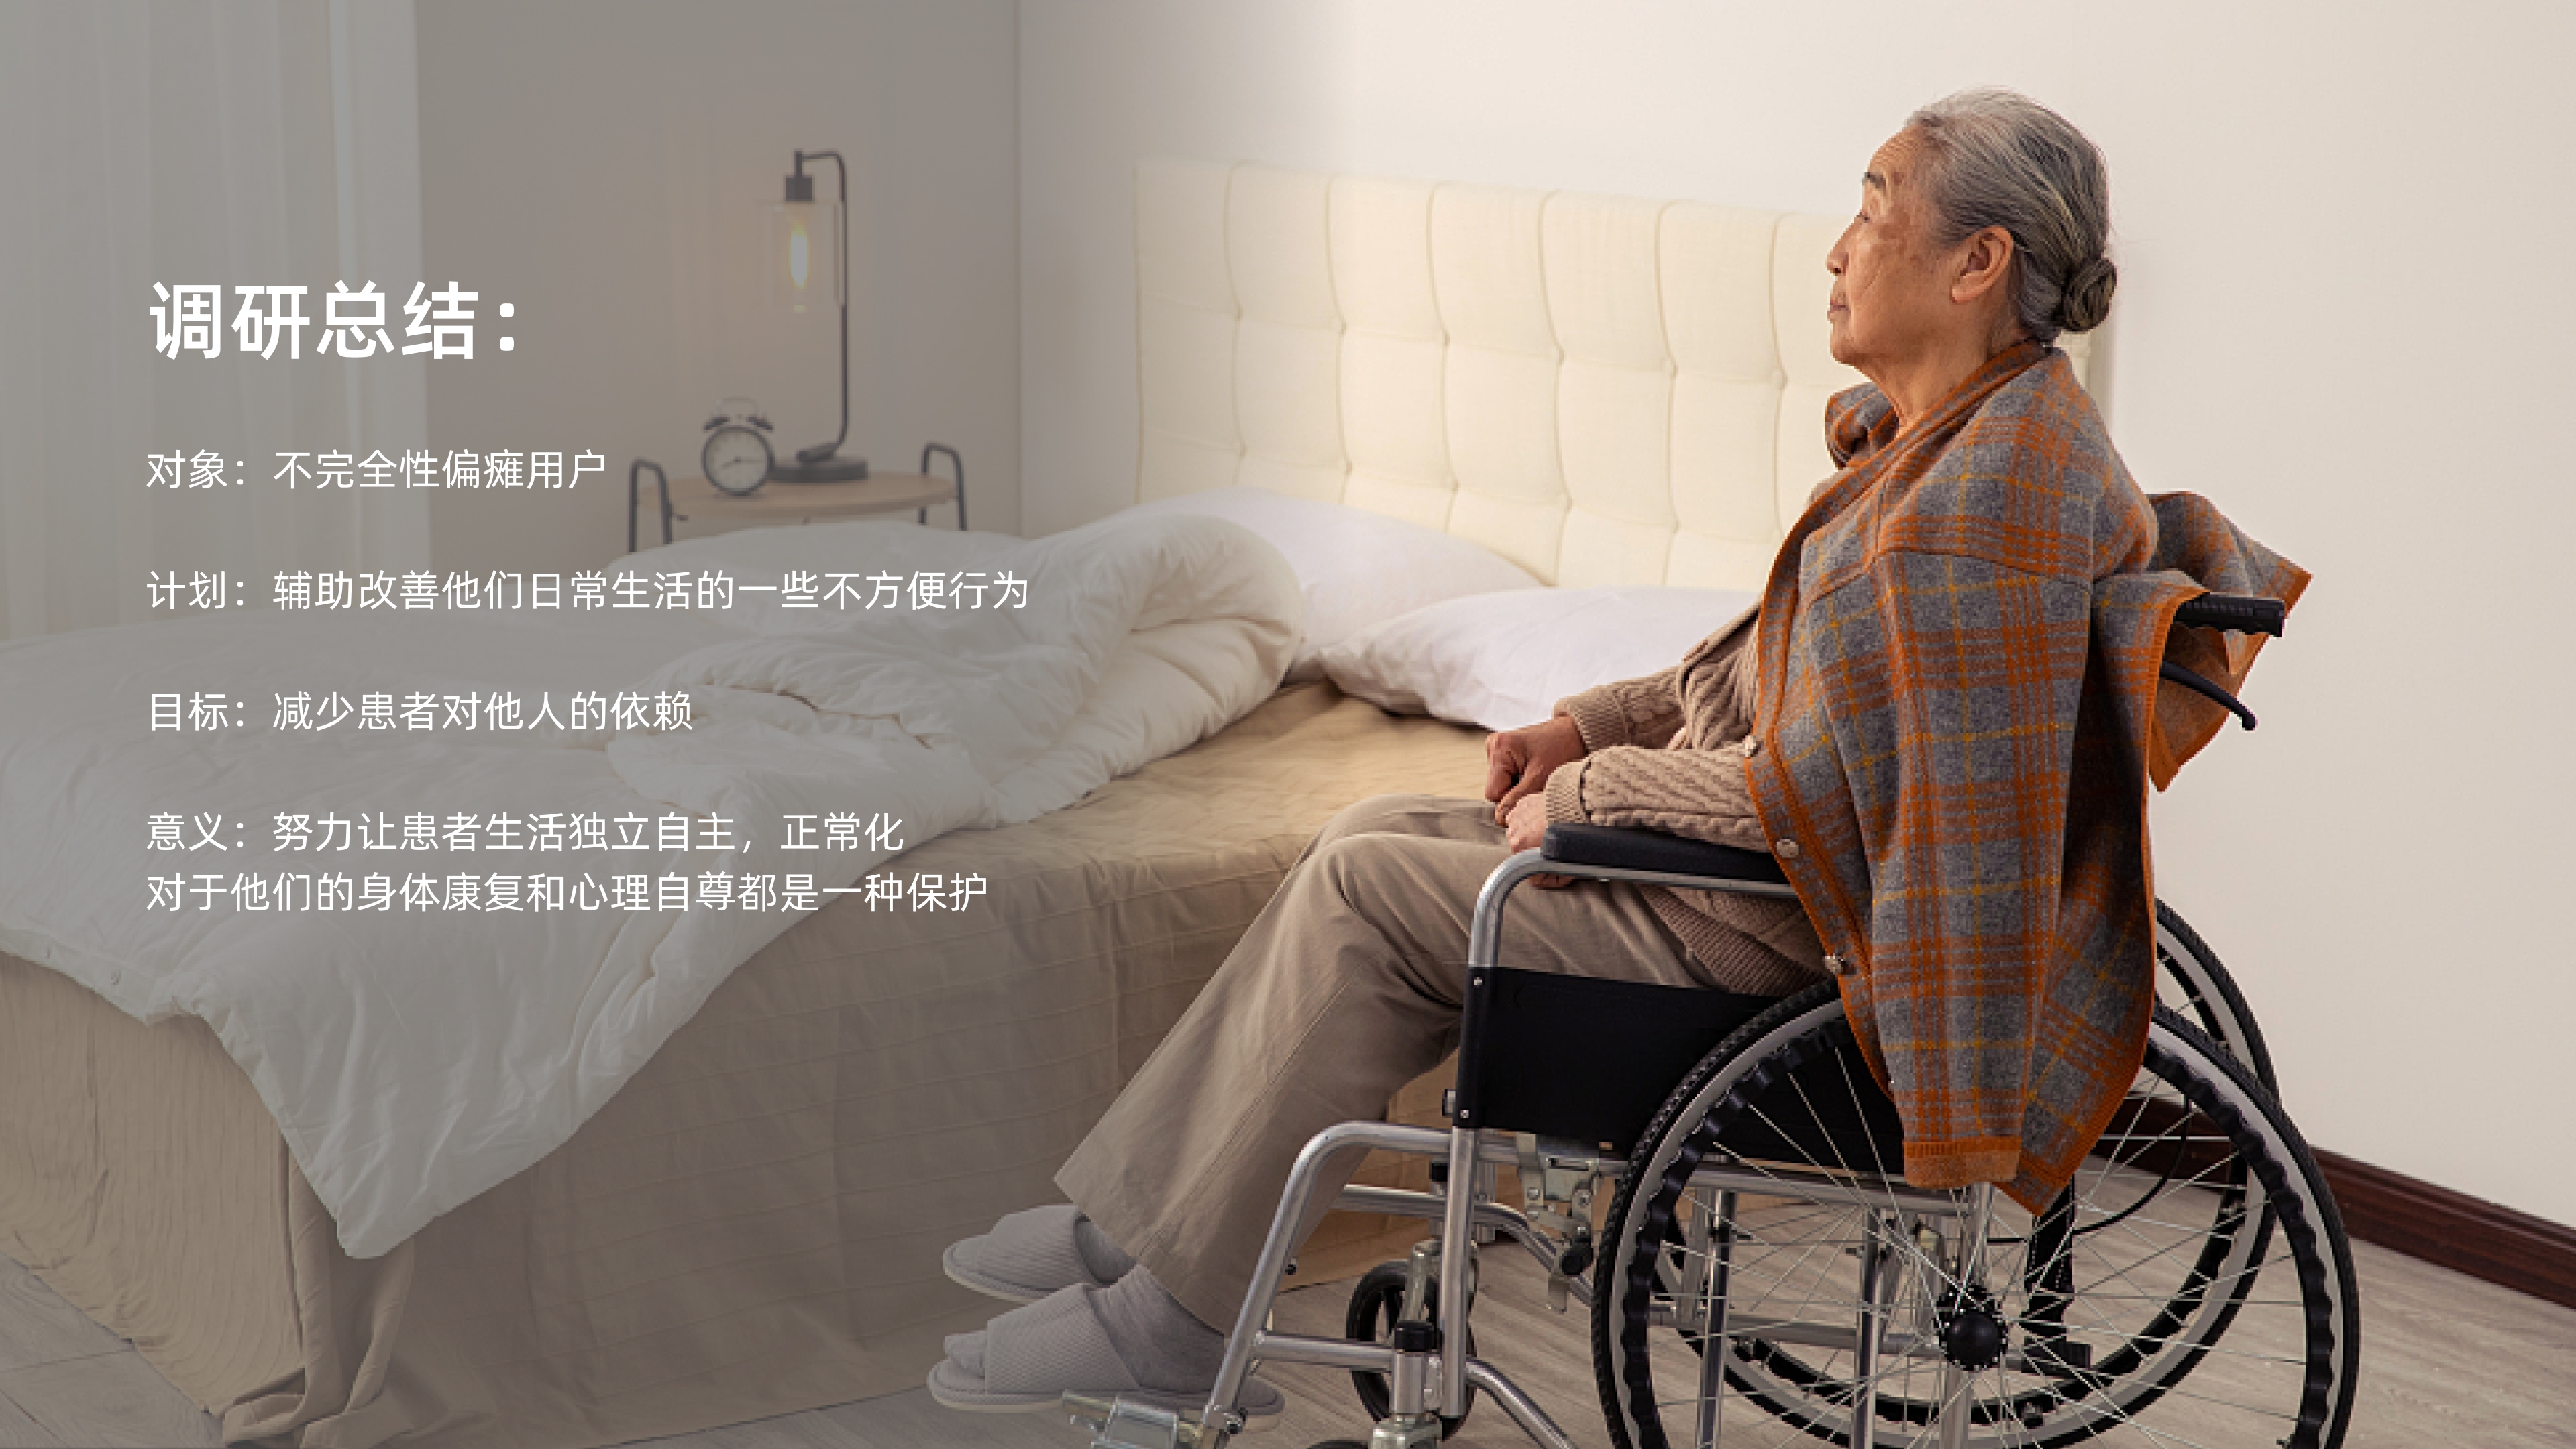 调研总结：
对象：不完全性偏瘫用户
计划：辅助改善他们日常生活的一些不方便行为
目标：减少患者对他人的依赖
意义：努力让患者生活独立自主，正常化
对于他们的身体康复和心理自尊都是一种保护